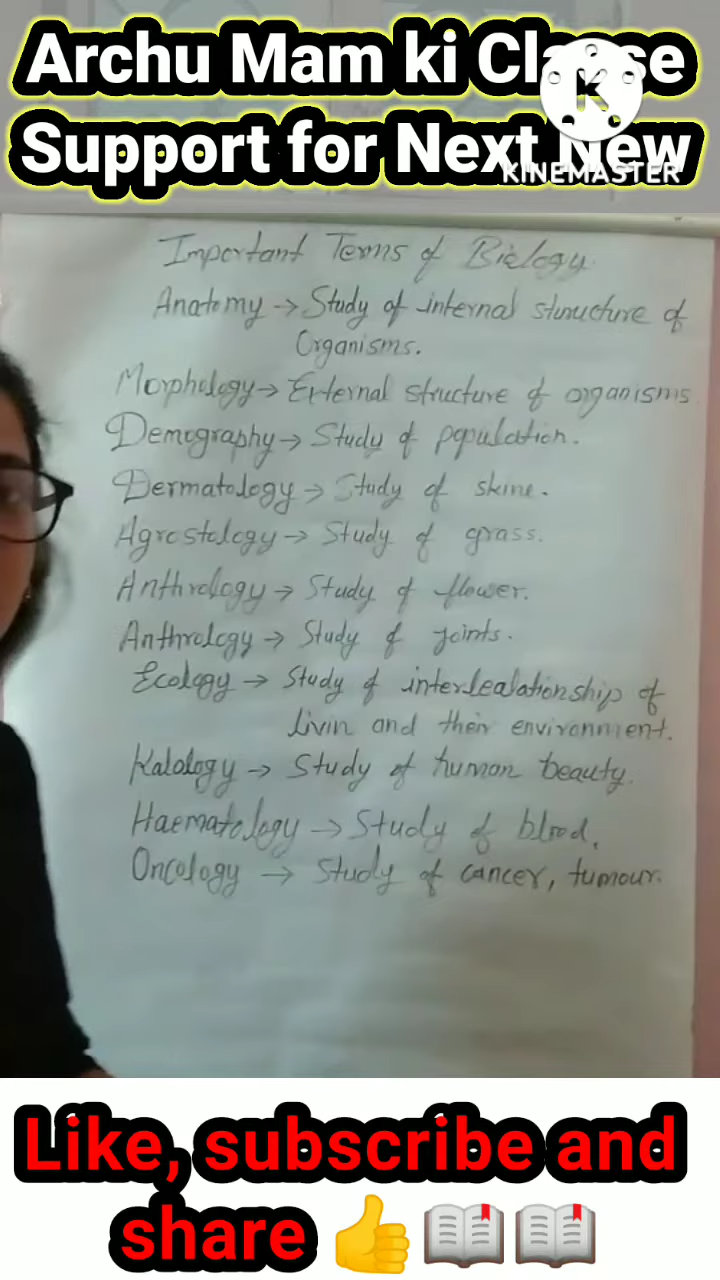 Archu Mam ki Classe
Support for Next New
KINEMASTER
Important Terms of Biology
Anatomy → Study of internal structure of
Organisms.
Morphology → External structure of organisms
Demography → Study of population.
Dermatology → Study of skine.
Agrostology → Study of grass.
Anthrology → Study of flower.
Anthrology → Study of joints.
Ecology → Study of interlealationship of
livin and their environment.
Kalology → Study of human beauty.
Haematology → Study of blood.
Oncology → Study of cancer, tumour.
Like, subscribe and
share